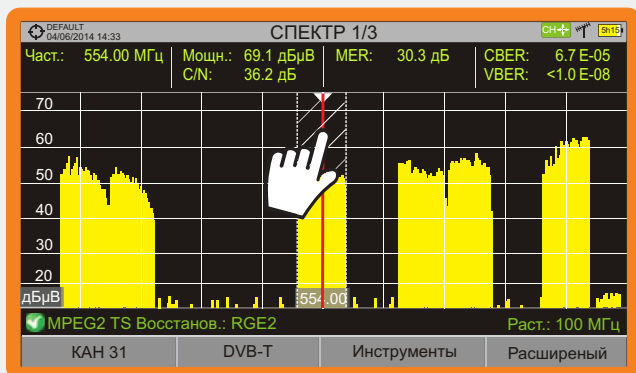 DEFAULT
04/06/2014 14:33
СПЕКТР 1/3
CH
5h15
Част.: 554.00 МГц
Мощн.: 69.1 дБµВ
C/N: 36.2 дБ
MER: 30.3 дБ
CBER: 6.7 E-05
VBER: <1.0 E-08
70
60
50
40
30
20
дБµВ
554.00
MPEG2 TS Восстанов.: RGE2
Раст.: 100 МГц
КАН 31
DVB-T
Инструменты
Расширеный